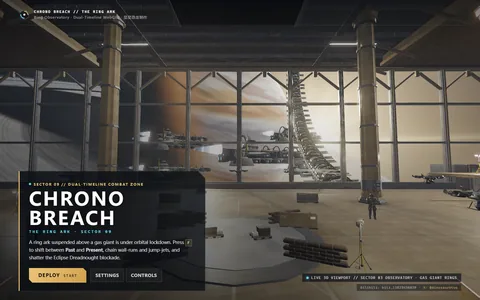 CHRONO BREACH // THE RING ARK
SECTOR 09 // DUAL-TIMELINE COMBAT ZONE
CHRONO
BREACH
THE RING ARK · SECTOR 09
A ring ark suspended above a gas giant is under orbital lockdown. Press F
to shift between Past and Present, chain wall-runs and jump jets, and
shatter the Eclipse Dreadnought blockade.
DEPLOY START
SETTINGS
CONTROLS
LIVE 3D VIEWPORT // SECTOR 09 OBSERVATORY · GAS GIANT RINGS